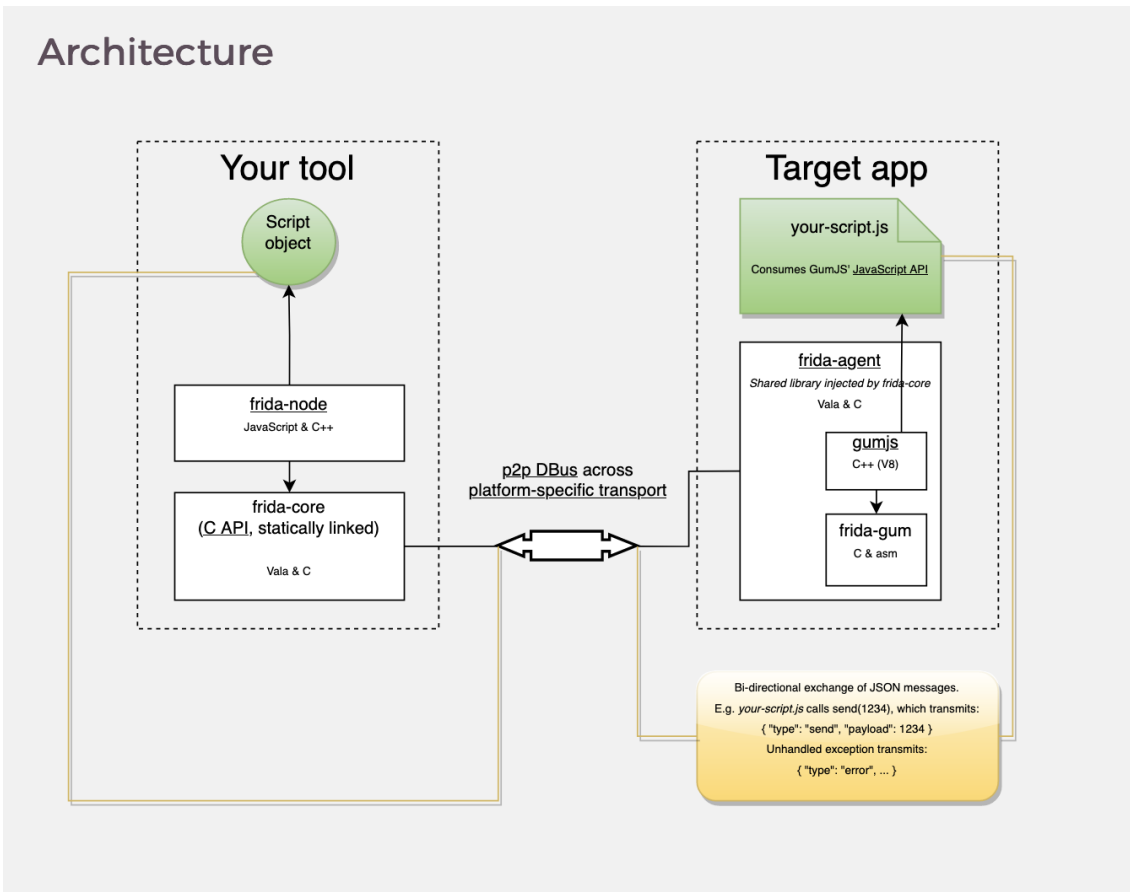 Architecture
Your tool
Script
object
frida-node
JavaScript & C++
frida-core
(C API, statically linked)
Vala & C
p2p DBus across
platform-specific transport
Target app
your-script.js
Consumes GumJS' JavaScript API
frida-agent
Shared library injected by frida-core
Vala & C
gumjs
C++ (V8)
frida-gum
C & asm
Bi-directional exchange of JSON messages.
E.g. your-script.js calls send(1234), which transmits:
{ "type": "send", "payload": 1234 }
Unhandled exception transmits:
{ "type": "error", ... }